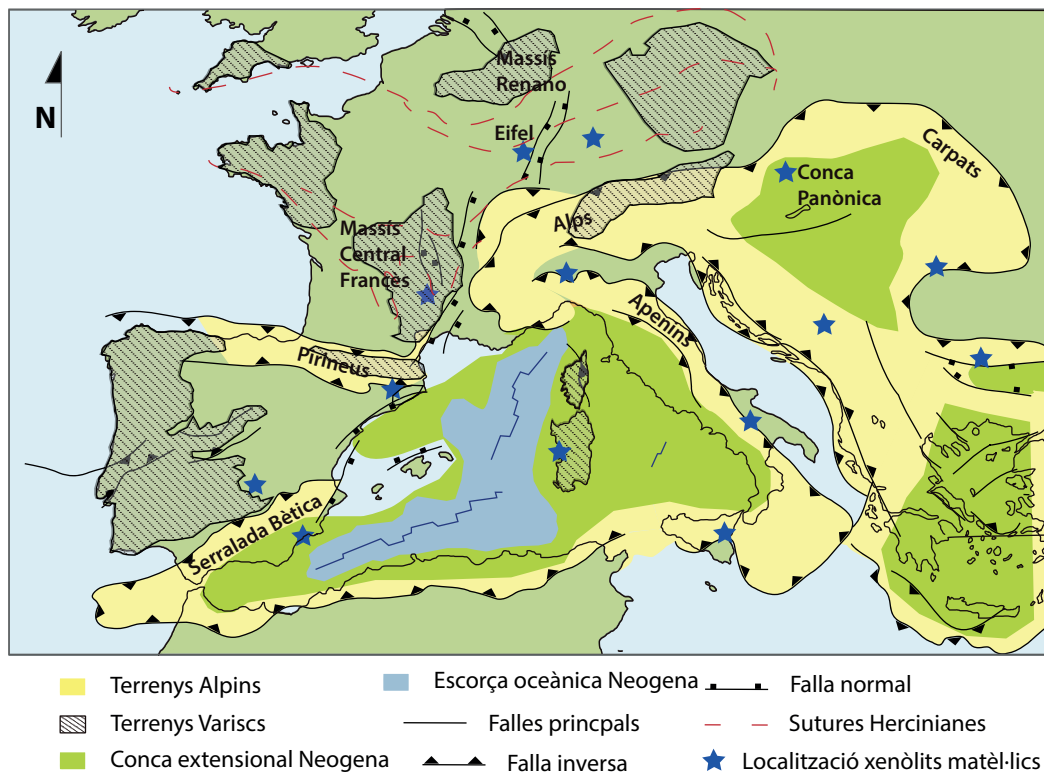 Massís
Renano
N
Eifel
Carpats
Conca
Panònica
Alps
Massís
Central
Francès
Apenins
Pirineus
Serralada Bètica
Terrenys Alpins
Escorça oceànica Neogena
Falla normal
Terrenys Variscs
Falles princpals
Sutures Hercinianes
Conca extensional Neogena
Falla inversa
Localització xenòlits matèl·lics